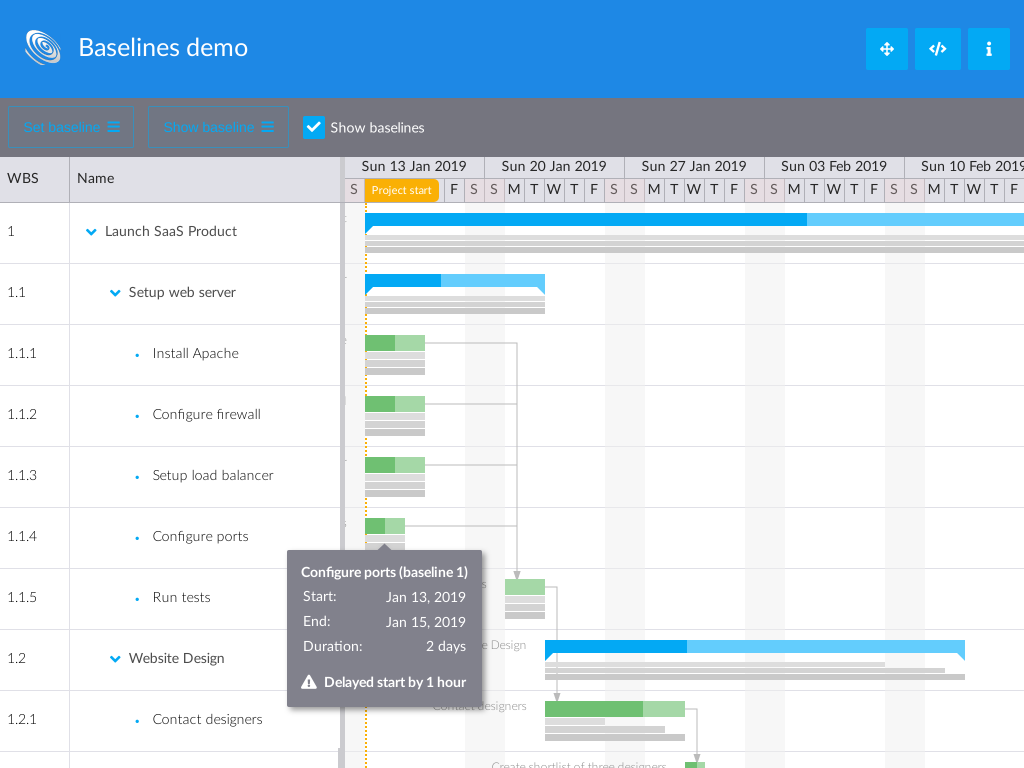 Baselines demo
Set baseline
Show baseline
Show baselines
WBS
Name
Sun 13 Jan 2019
Sun 20 Jan 2019
Sun 27 Jan 2019
Sun 03 Feb 2019
Sun 10 Feb 2019
S Project start F S S M T W T F S S M T W T F S S M T W T F S S M T W T F
1 Launch SaaS Product
1.1 Setup web server
1.1.1 Install Apache
1.1.2 Configure firewall
1.1.3 Setup load balancer
1.1.4 Configure ports
1.1.5 Run tests
1.2 Website Design
Design
1.2.1 Contact designers
Contact designers
Create shortlist of three designers
Configure ports (baseline 1)
Start: Jan 13, 2019
End: Jan 15, 2019
Duration: 2 days
Delayed start by 1 hour